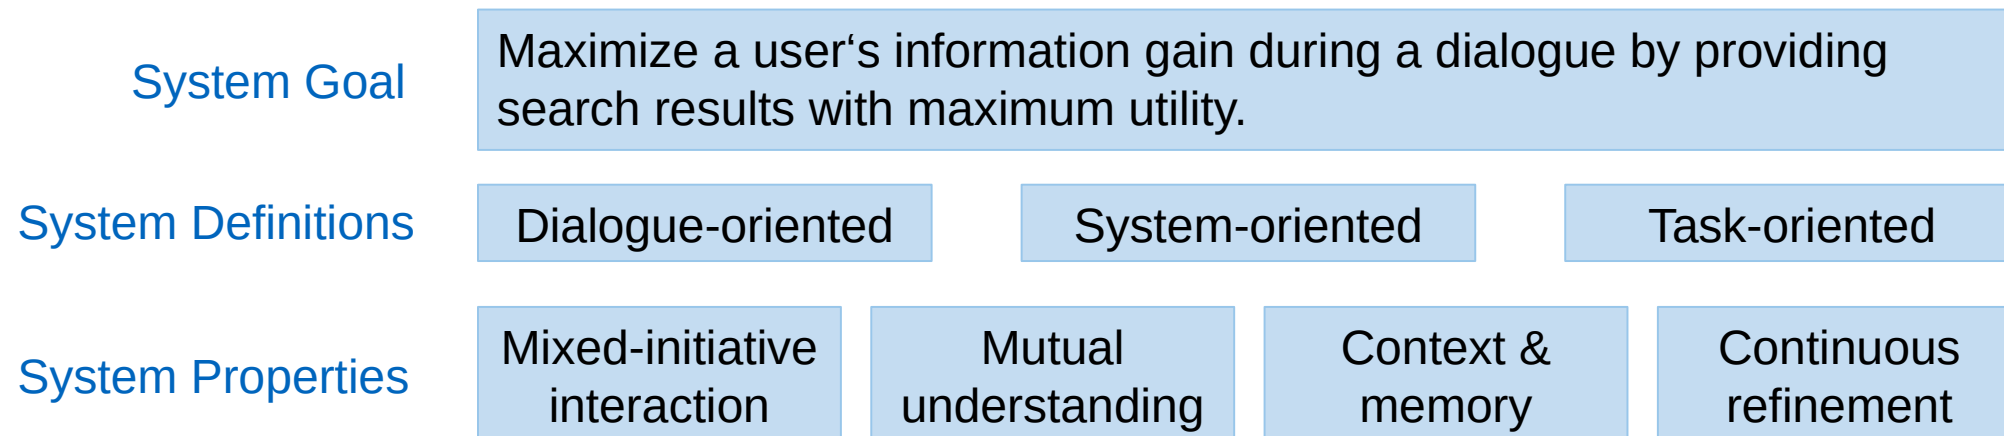 System Goal
Maximize a user‘s information gain during a dialogue by providing
search results with maximum utility.
System Definitions
Dialogue-oriented
System-oriented
Task-oriented
System Properties
Mixed-initiative
interaction
Mutual
understanding
Context &
memory
Continuous
refinement